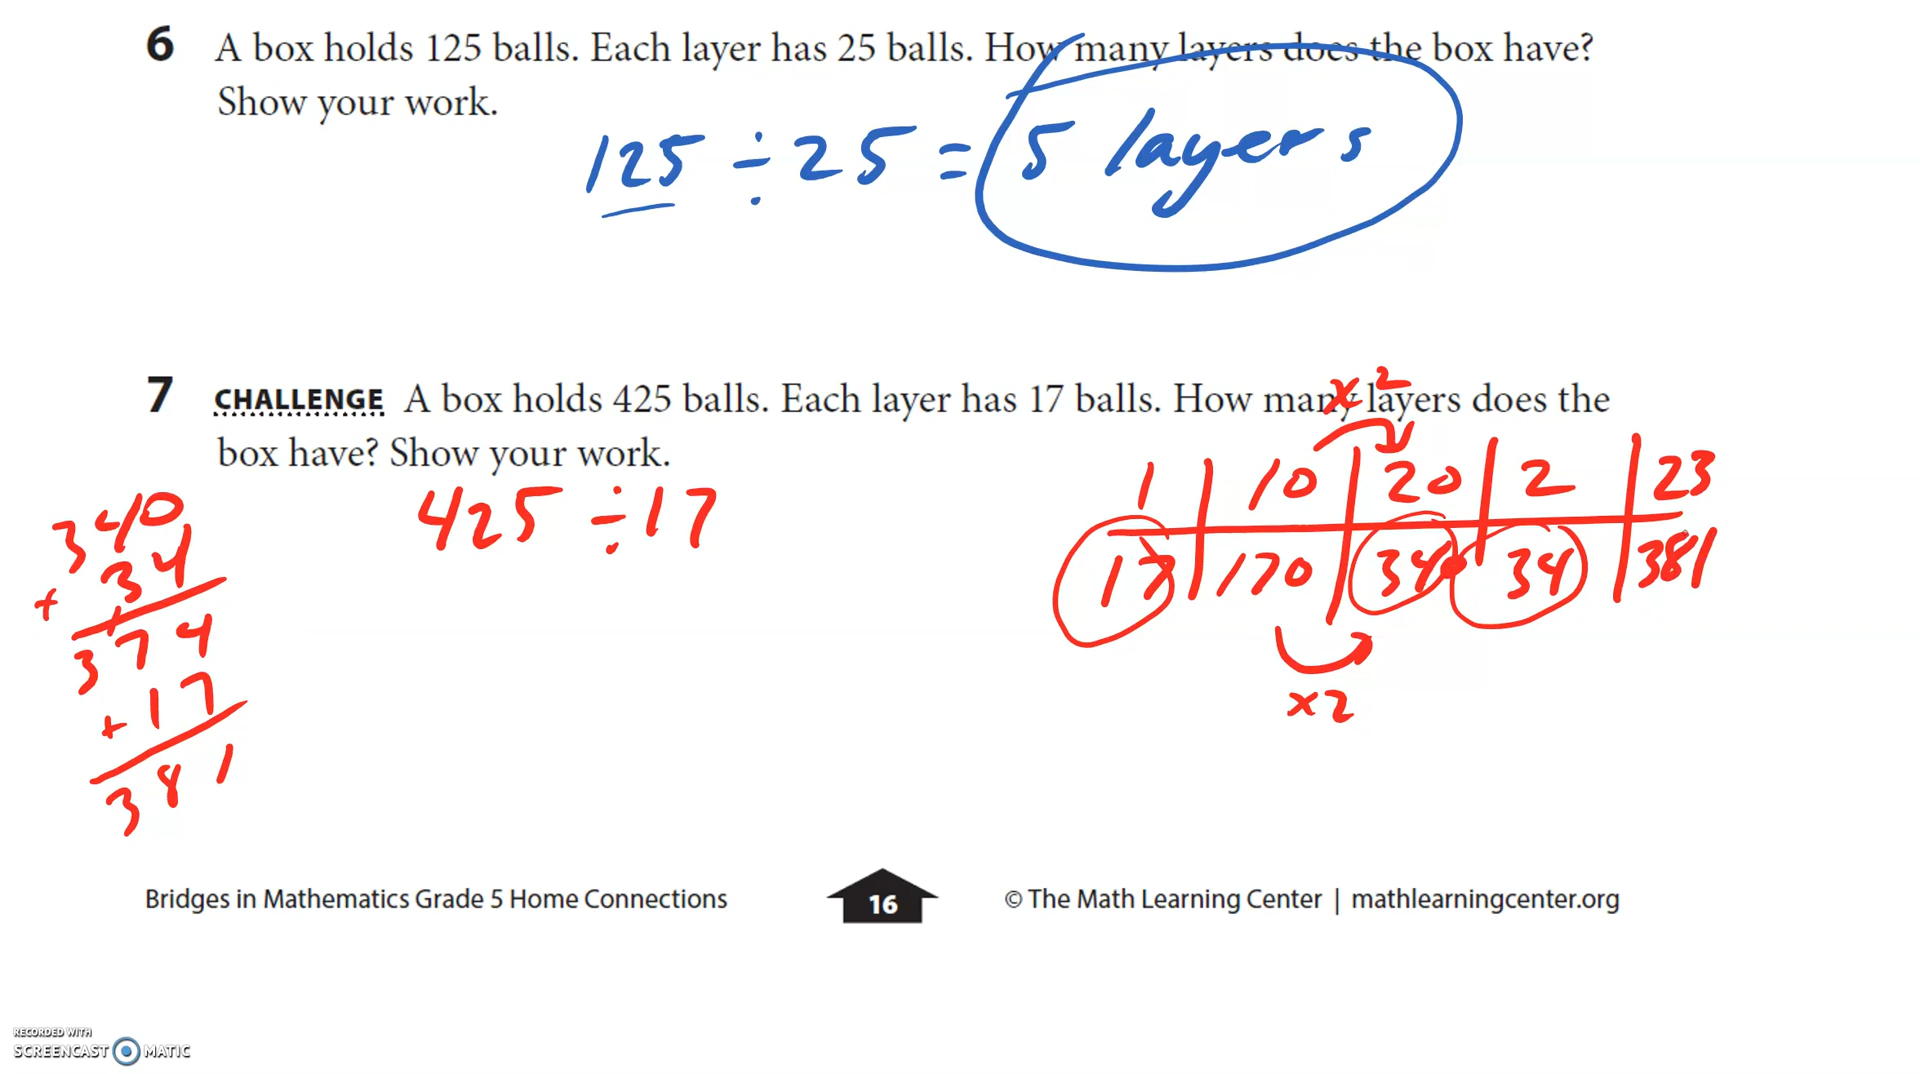 6 A box holds 125 balls. Each layer has 25 balls. How many layers does the box have?
Show your work.
125 ÷ 25 = 5 layers
7 CHALLENGE A box holds 425 balls. Each layer has 17 balls. How many layers does the
box have? Show your work.
x2
1 10 20 2 23
17 170 340 34 381
x2
425 ÷ 17
340
+ 34
374
+ 17
381
Bridges in Mathematics Grade 5 Home Connections 16 © The Math Learning Center | mathlearningcenter.org
RECORDED WITH
SCREENCAST MATIC